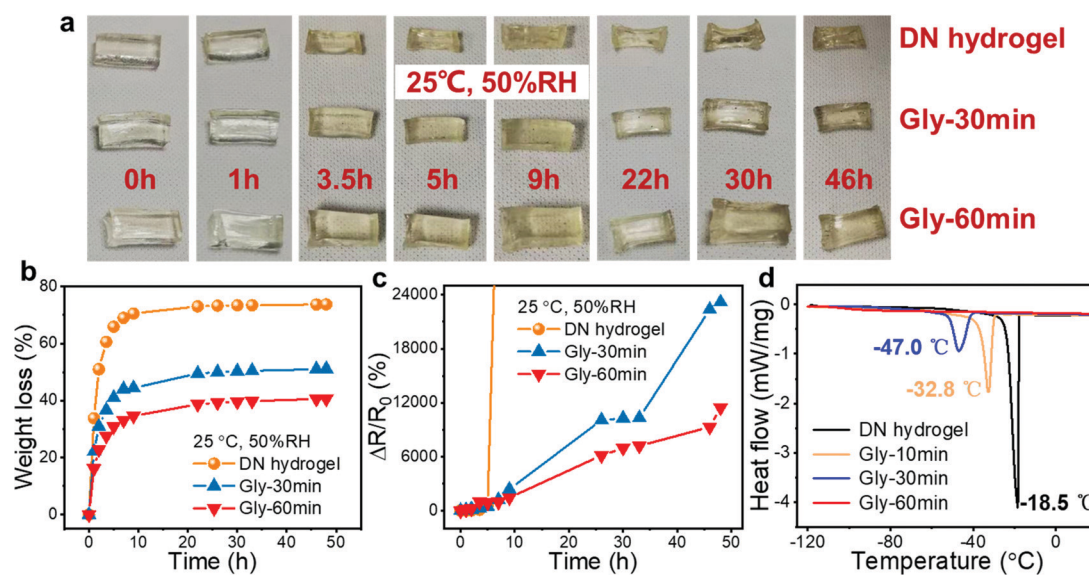 a
DN hydrogel
25℃, 50%RH
Gly-30min
0h 1h 3.5h 5h 9h 22h 30h 46h
Gly-60min
b
80
60
40
20
0
Weight loss (%)
25 °C, 50%RH
DN hydrogel
Gly-30min
Gly-60min
0 10 20 30 40 50
Time (h)
c
24000
18000
12000
6000
0
ΔR/R0 (%)
25 °C, 50%RH
DN hydrogel
Gly-30min
Gly-60min
0 10 20 30 40 50
Time (h)
d
0
-1
-2
-3
-4
Heat flow (mW/mg)
-47.0 ℃
-32.8 ℃
-18.5 ℃
DN hydrogel
Gly-10min
Gly-30min
Gly-60min
-120 -80 -40 0
Temperature (°C)